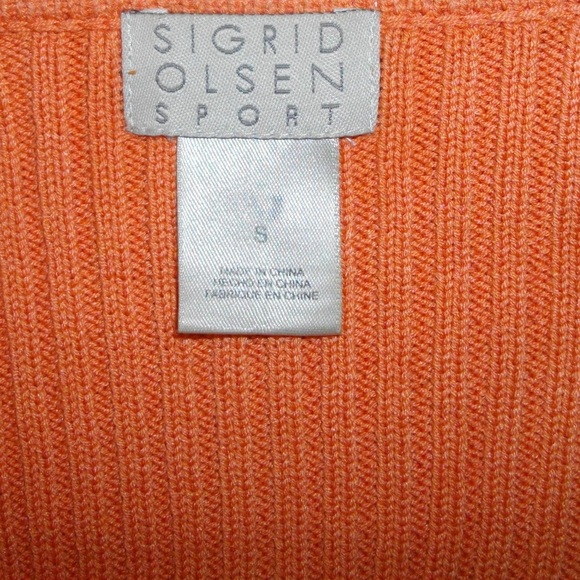 SIGRID
OLSEN
SPORT
S
MADE IN CHINA
HECHO EN CHINA
FABRIQUE EN CHINE